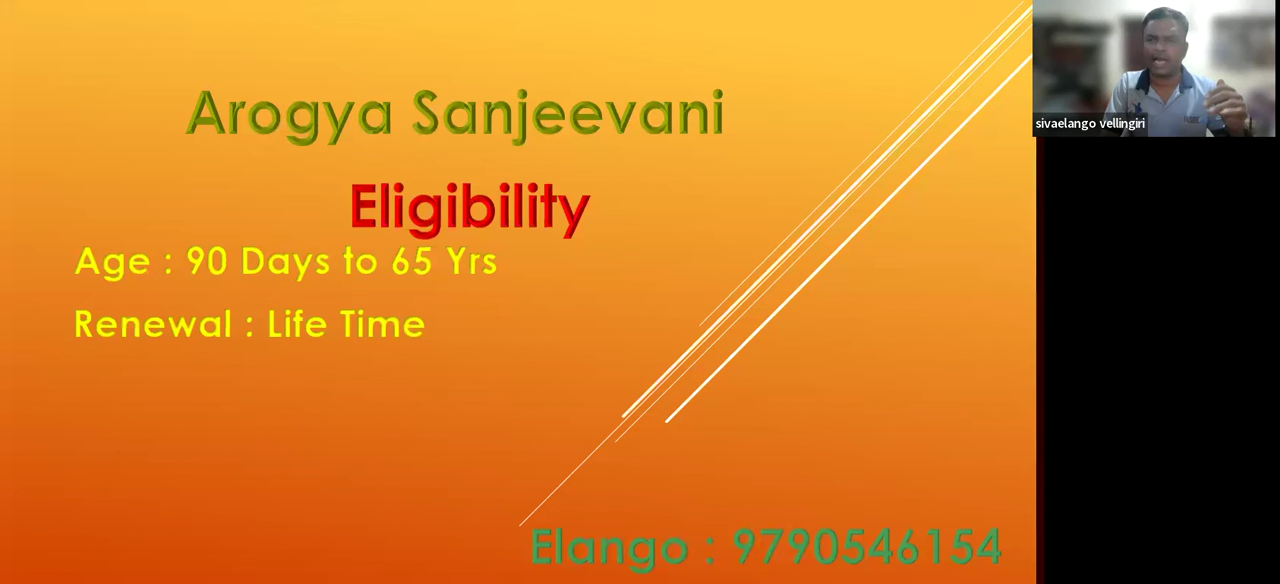 Arogya Sanjeevani
Eligibility
Age : 90 Days to 65 Yrs
Renewal : Life Time
Elango : 9790546154
sivaelango vellingiri